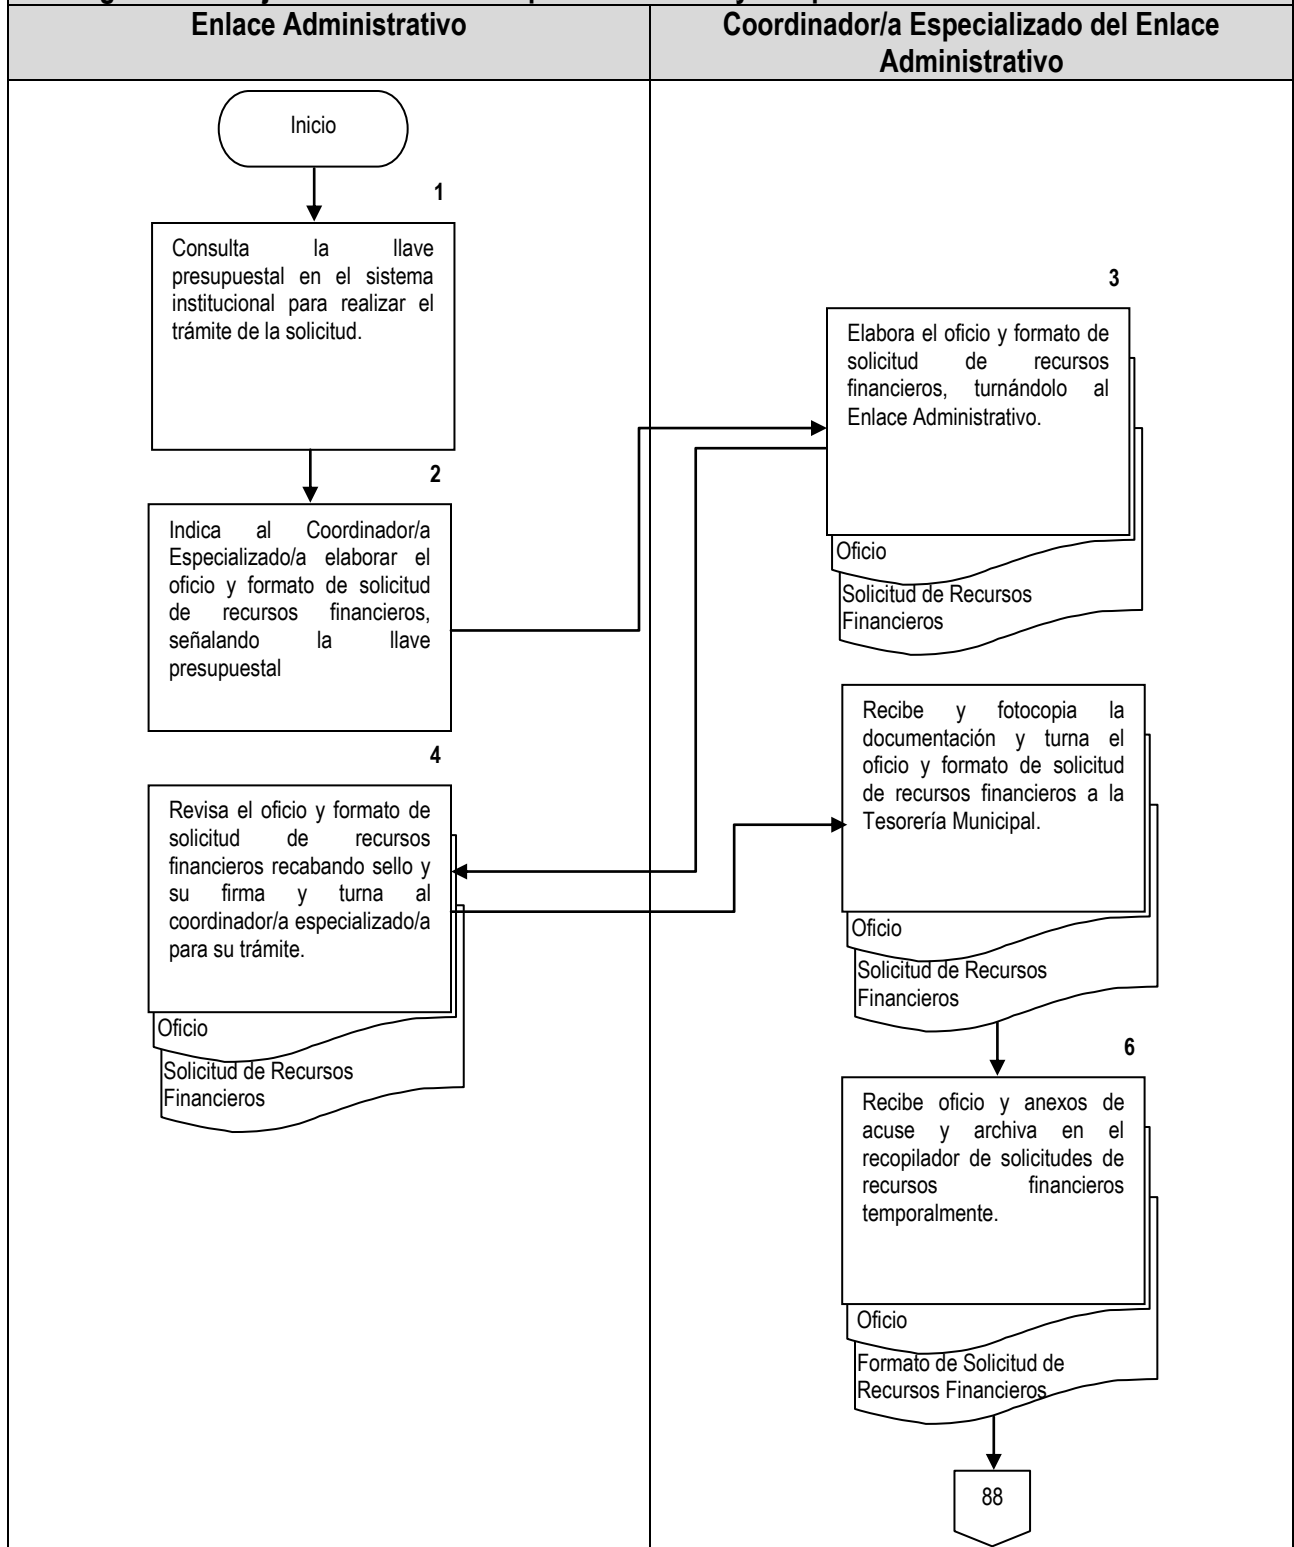 Enlace Administrativo
Coordinador/a Especializado del Enlace
Administrativo
Inicio
1
Consulta la llave
presupuestal en el sistema
institucional para realizar el
trámite de la solicitud.
2
Indica al Coordinador/a
Especializado/a elaborar el
oficio y formato de solicitud
de recursos financieros,
señalando la llave
presupuestal
3
Elabora el oficio y formato de
solicitud de recursos
financieros, turnándolo al
Enlace Administrativo.
Oficio
Solicitud de Recursos
Financieros
4
Revisa el oficio y formato de
solicitud de recursos
financieros recabando sello y
su firma y turna al
coordinador/a especializado/a
para su trámite.
Oficio
Solicitud de Recursos
Financieros
Recibe y fotocopia la
documentación y turna el
oficio y formato de solicitud
de recursos financieros a la
Tesorería Municipal.
Oficio
Solicitud de Recursos
Financieros
6
Recibe oficio y anexos de
acuse y archiva en el
recopilador de solicitudes de
recursos financieros
temporalmente.
Oficio
Formato de Solicitud de
Recursos Financieros
88